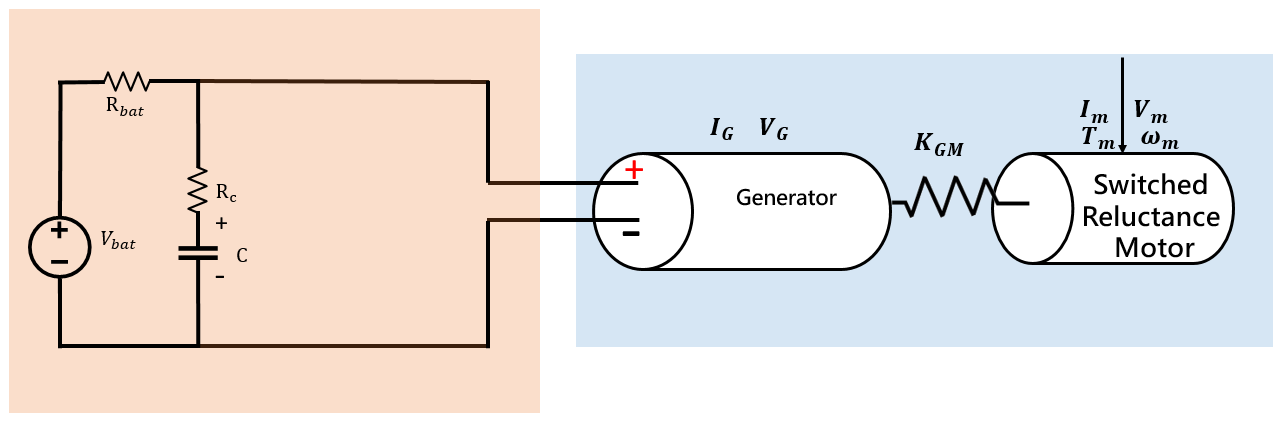 R_bat
R_c
+
V_bat
+
−
C
-
I_G V_G
K_GM
I_m V_m
T_m ω_m
+
-
Generator
Switched
Reluctance
Motor